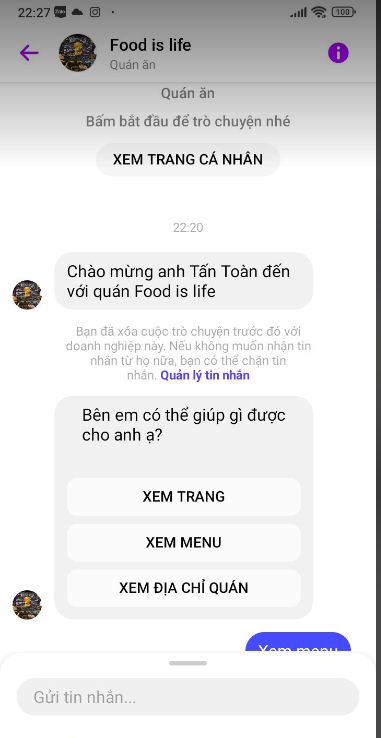 22:27
100
Food is life
Quán ăn
Quán ăn
Bấm bắt đầu để trò chuyện nhé
XEM TRANG CÁ NHÂN
22:20
Chào mừng anh Tấn Toàn đến
với quán Food is life
Bạn đã xóa cuộc trò chuyện trước đó với
doanh nghiệp này. Nếu không muốn nhận tin
nhắn từ họ nữa, bạn có thể chặn tin
nhắn. Quản lý tin nhắn
Bên em có thể giúp gì được
cho anh ạ?
XEM TRANG
XEM MENU
XEM ĐỊA CHỈ QUÁN
Xem menu
Gửi tin nhắn...